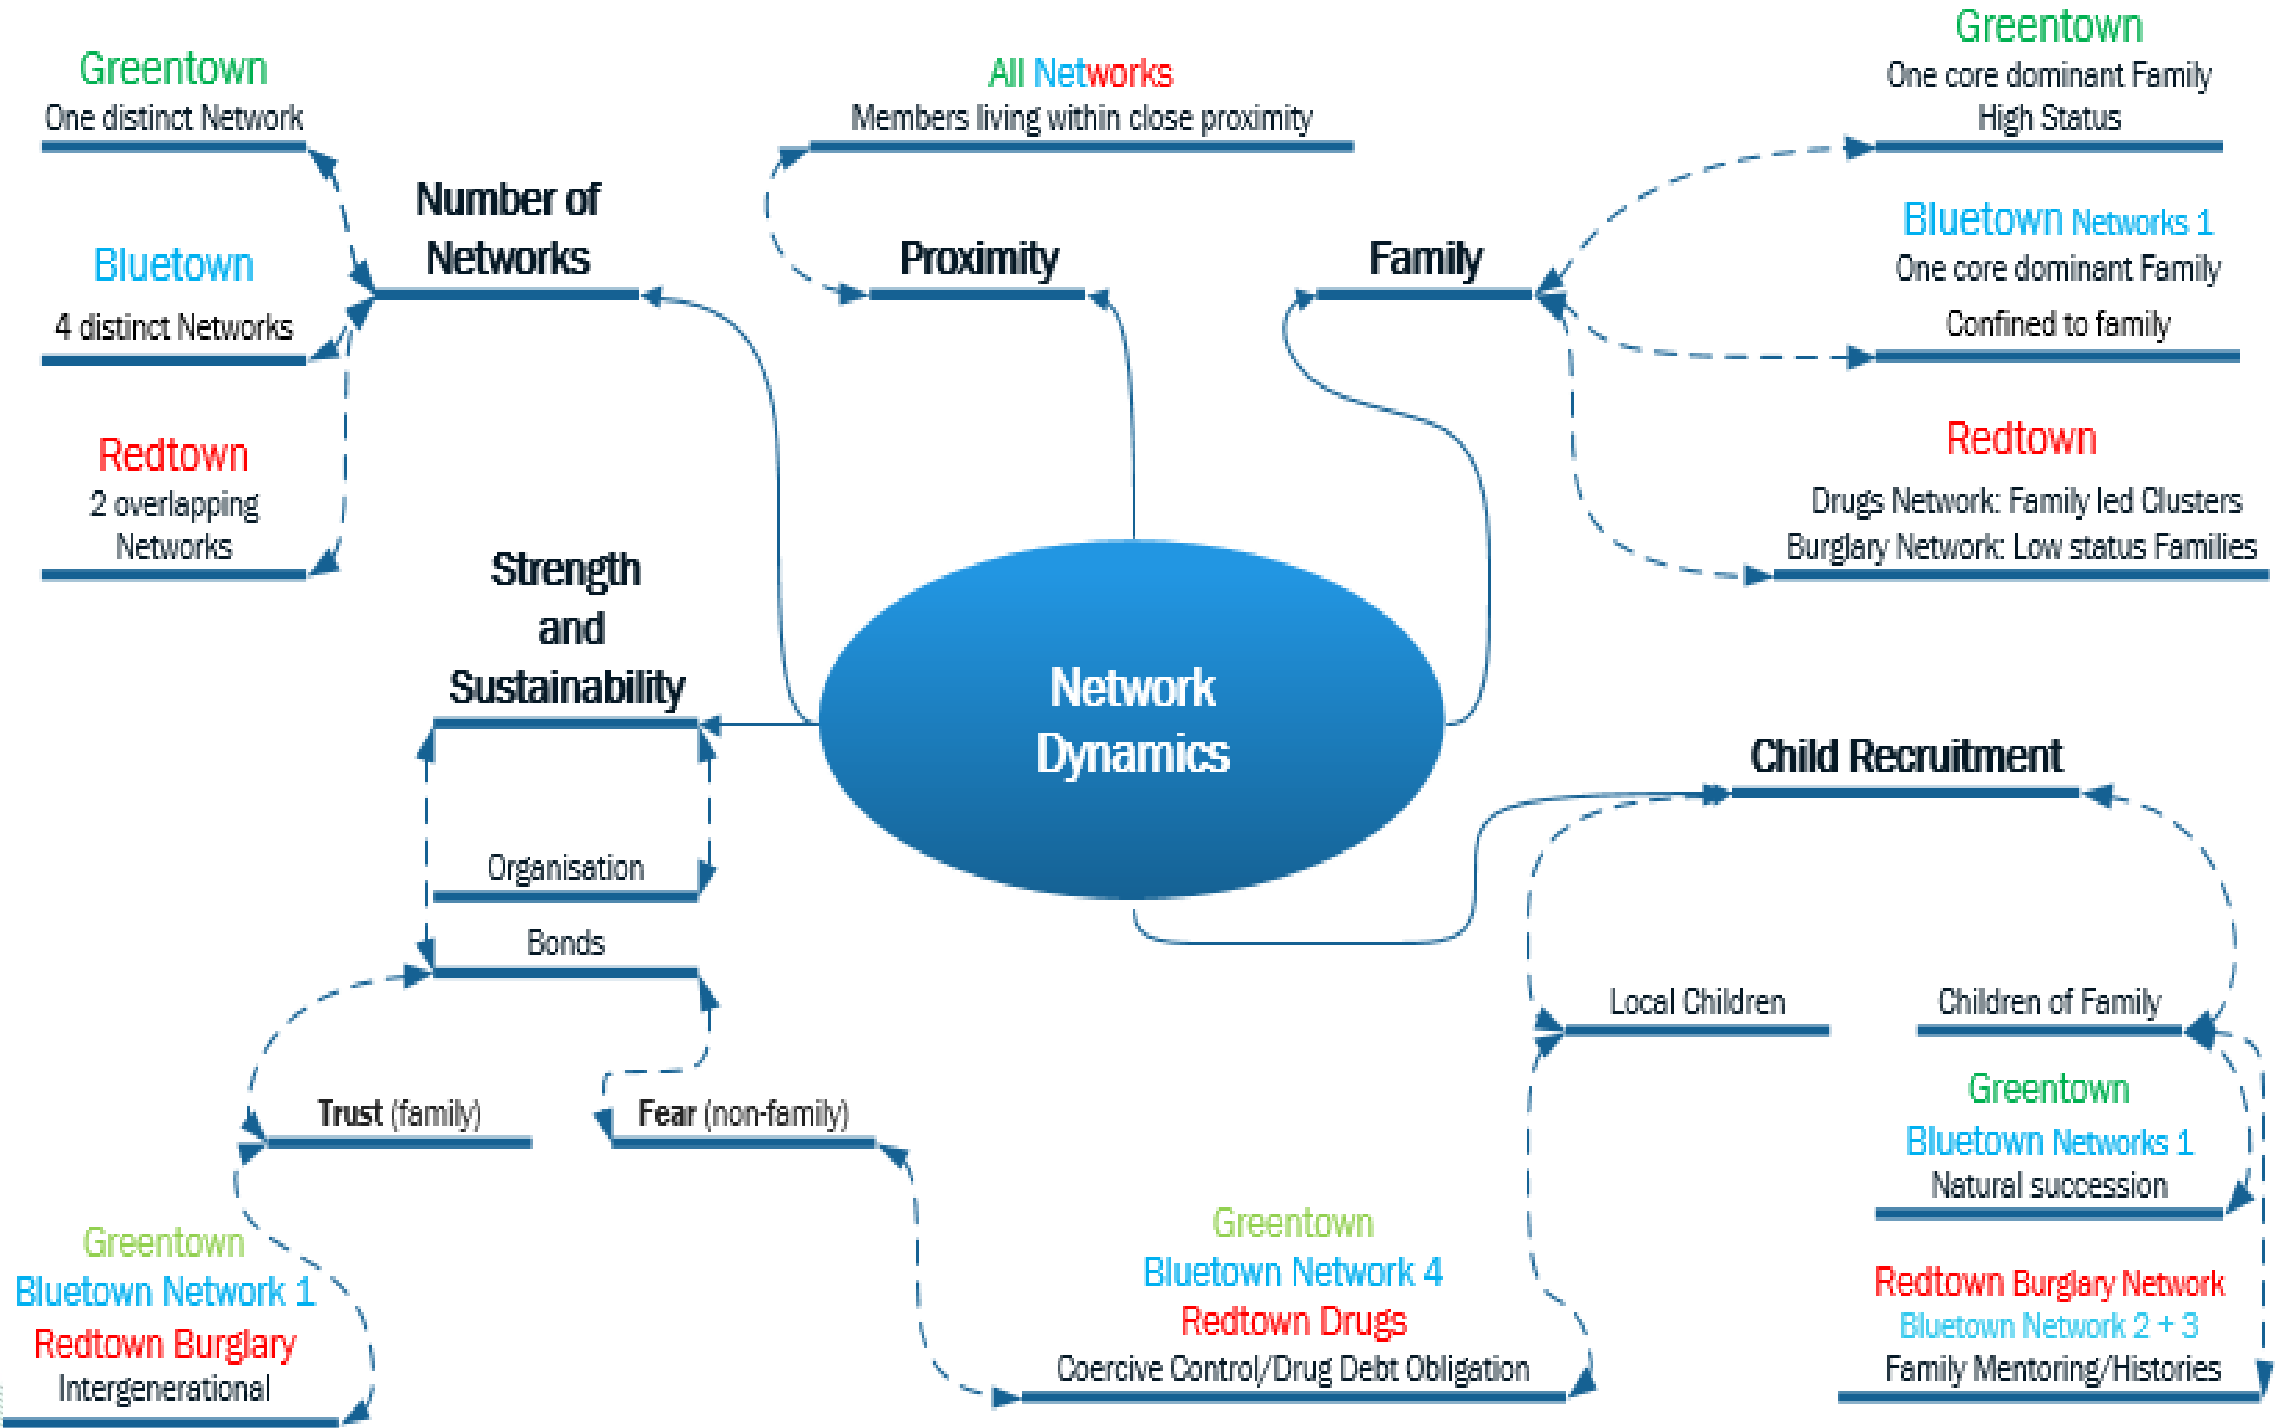 Greentown
One distinct Network
Bluetown
4 distinct Networks
Redtown
2 overlapping
Networks
Number of
Networks
All Networks
Members living within close proximity
Proximity
Family
Greentown
One core dominant Family
High Status
Bluetown Networks 1
One core dominant Family
Confined to family
Redtown
Drugs Network: Family led Clusters
Burglary Network: Low status Families
Strength
and
Sustainability
Network
Dynamics
Organisation
Bonds
Trust (family)
Fear (non-family)
Greentown
Bluetown Network 1
Redtown Burglary
Intergenerational
Greentown
Bluetown Network 4
Redtown Drugs
Coercive Control/Drug Debt Obligation
Child Recruitment
Local Children
Children of Family
Greentown
Bluetown Networks 1
Natural succession
Redtown Burglary Network
Bluetown Network 2 + 3
Family Mentoring/Histories